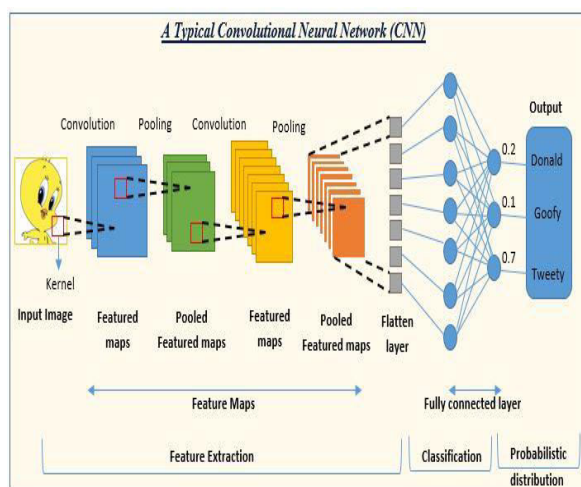 A Typical Convolutional Neural Network (CNN)
Convolution
Pooling
Convolution
Pooling
Output
0.2
Donald
0.1
Goofy
0.7
Tweety
Kernel
Input Image
Featured
maps
Pooled
Featured maps
Featured
maps
Pooled
Featured maps
Flatten
layer
Feature Maps
Fully connected layer
Feature Extraction
Classification
Probabilistic
distribution